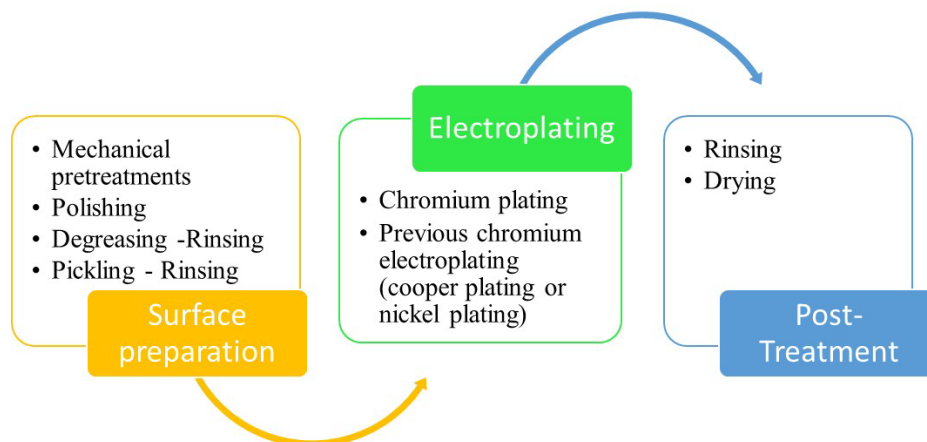 • Mechanical
pretreatments
• Polishing
• Degreasing -Rinsing
• Pickling - Rinsing
Surface
preparation
Electroplating
• Chromium plating
• Previous chromium
electroplating
(cooper plating or
nickel plating)
• Rinsing
• Drying
Post-
Treatment